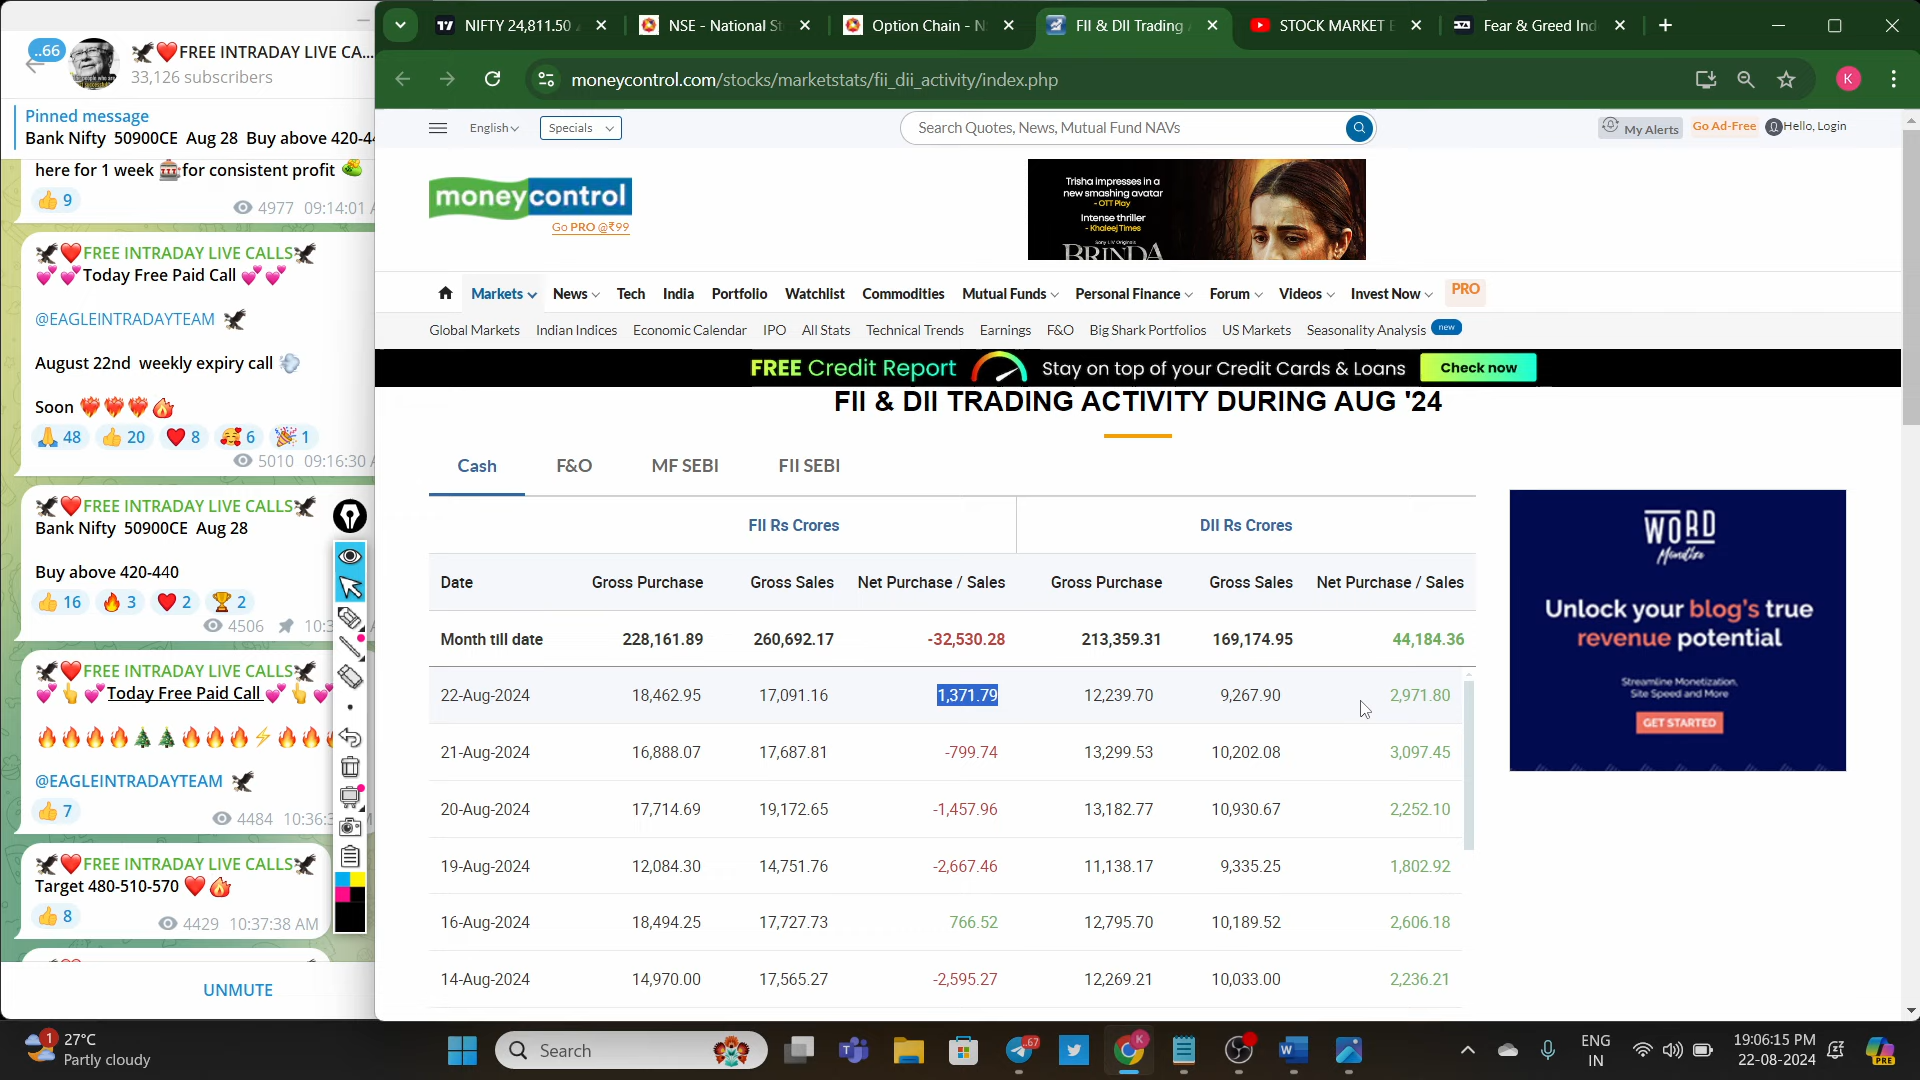 ..66
FREE INTRADAY LIVE CA...
33,126 subscribers
Pinned message
Bank Nifty 50900CE Aug 28 Buy above 420-44
here for 1 week 🎰for consistent profit 🤑
👍 9
4977 09:14:01 A
🦅❤️FREE INTRADAY LIVE CALLS🦅
💕💕Today Free Paid Call 💕💕
@EAGLEINTRADAYTEAM 🦅
August 22nd weekly expiry call 💨
Soon ❤️‍🔥❤️‍🔥❤️‍🔥🔥
🙏 48 👍 20 ❤️ 8 🥰 6 🎉 1
5010 09:16:30 A
🦅❤️FREE INTRADAY LIVE CALLS🦅
Bank Nifty 50900CE Aug 28
Buy above 420-440
👍 16 🔥 3 ❤️ 2 🏆 2
4506 10:3
🦅❤️FREE INTRADAY LIVE CALLS🦅
💕👆💕Today Free Paid Call 💕👆💕
@EAGLEINTRADAYTEAM 🦅
👍 7
4484 10:36:3
🦅❤️FREE INTRADAY LIVE CALLS🦅
Target 480-510-570 ❤️🔥
👍 8
4429 10:37:38 AM
UNMUTE
NIFTY 24,811.50
NSE - National St
Option Chain - N
FII & DII Trading A
STOCK MARKET E
Fear & Greed Ind
moneycontrol.com/stocks/marketstats/fii_dii_activity/index.php
K
English
Specials
Search Quotes, News, Mutual Fund NAVs
My Alerts
Go Ad-Free
Hello, Login
moneycontrol
Go PRO @₹99
Trisha impresses in a
new smashing avatar
- OTT Play
Intense thriller
- Khaleej Times
Sony LIV Originals
BRINDA
Markets News Tech India Portfolio Watchlist Commodities Mutual Funds Personal Finance Forum Videos Invest Now PRO
Global Markets Indian Indices Economic Calendar IPO All Stats Technical Trends Earnings F&O Big Shark Portfolios US Markets Seasonality Analysis new
FREE Credit Report Stay on top of your Credit Cards & Loans Check now
FII & DII TRADING ACTIVITY DURING AUG '24
Cash F&O MF SEBI FII SEBI
FII Rs Crores DII Rs Crores
Date Gross Purchase Gross Sales Net Purchase / Sales Gross Purchase Gross Sales Net Purchase / Sales
Month till date 228,161.89 260,692.17 -32,530.28 213,359.31 169,174.95 44,184.36
22-Aug-2024 18,462.95 17,091.16 1,371.79 12,239.70 9,267.90 2,971.80
21-Aug-2024 16,888.07 17,687.81 -799.74 13,299.53 10,202.08 3,097.45
20-Aug-2024 17,714.69 19,172.65 -1,457.96 13,182.77 10,930.67 2,252.10
19-Aug-2024 12,084.30 14,751.76 -2,667.46 11,138.17 9,335.25 1,802.92
16-Aug-2024 18,494.25 17,727.73 766.52 12,795.70 10,189.52 2,606.18
14-Aug-2024 14,970.00 17,565.27 -2,595.27 12,269.21 10,033.00 2,236.21
WORD
Monetize
Unlock your blog's true
revenue potential
Streamline Monetization,
Site Speed and More
GET STARTED
1
27°C
Partly cloudy
Search
..67
K
ENG
IN
19:06:15 PM
22-08-2024
PRE